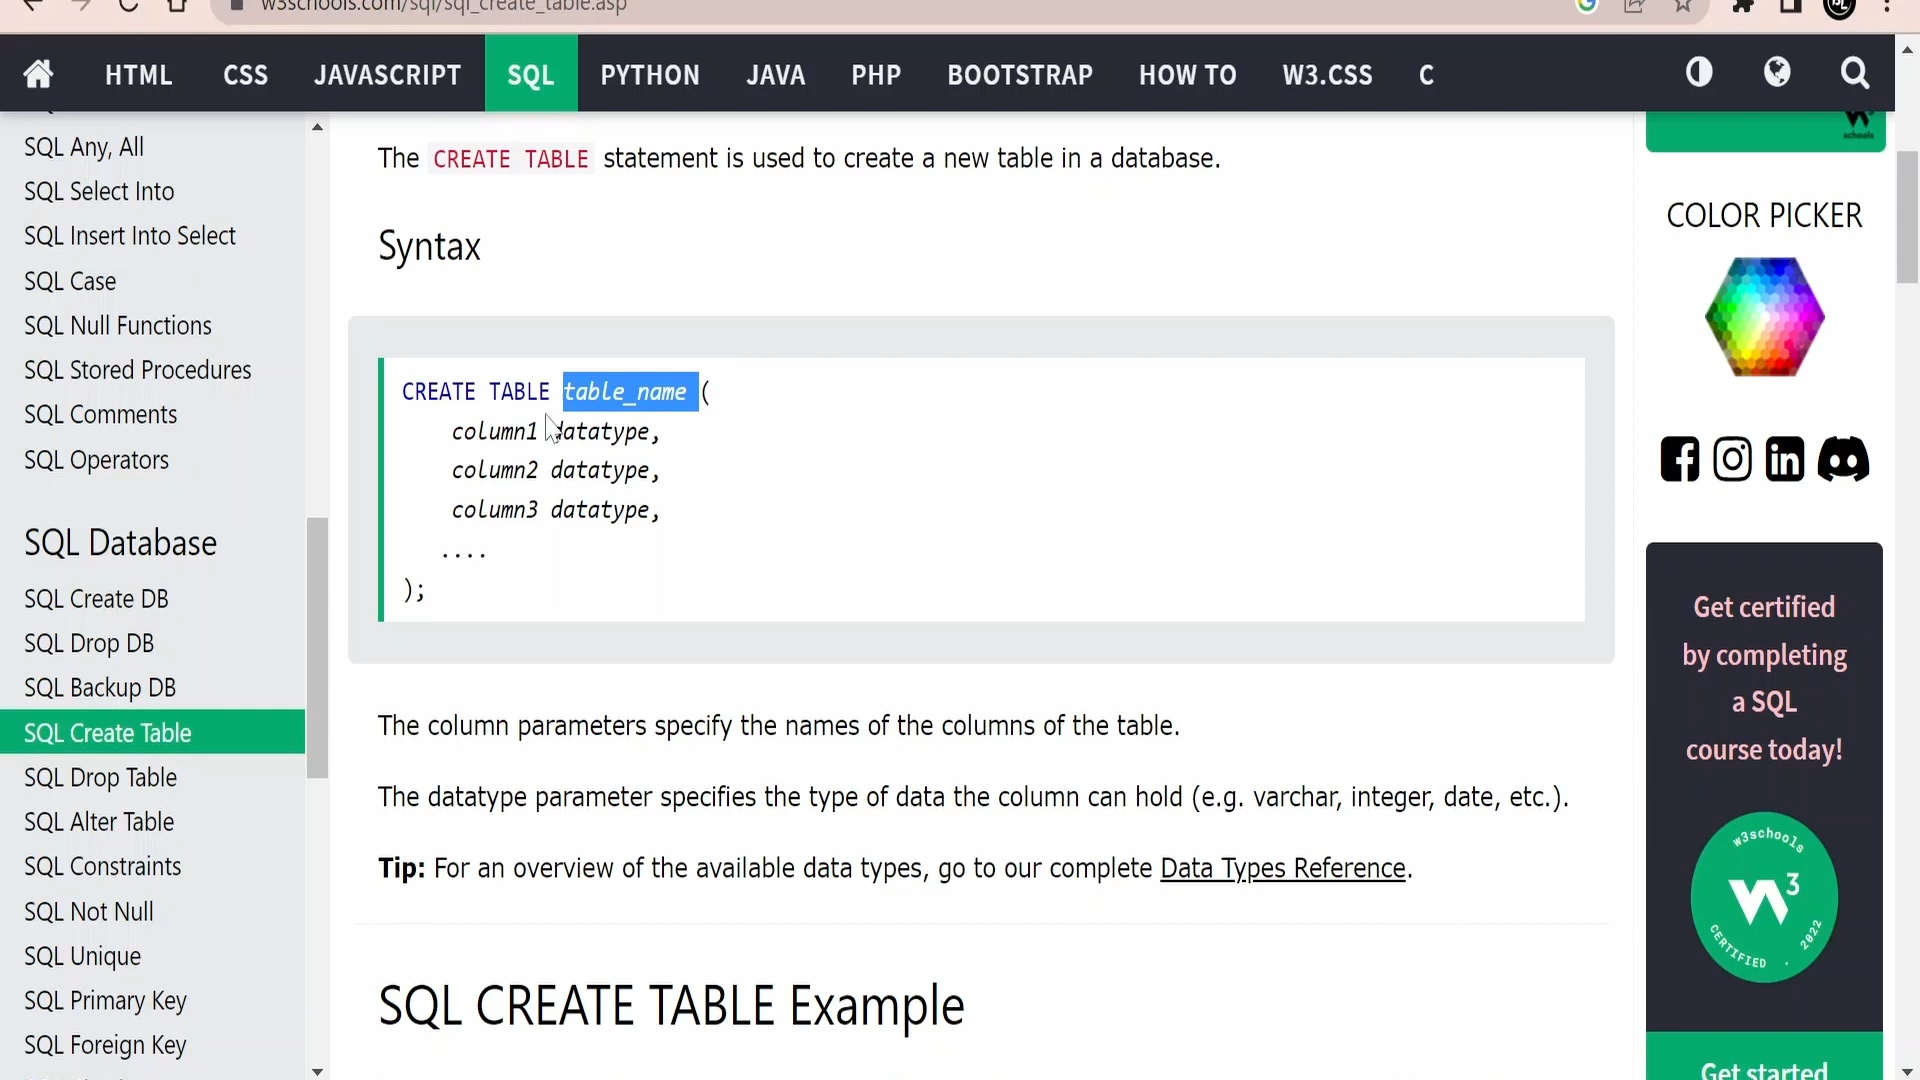 w3schools.com/sql/sql_create_table.asp
HTML CSS JAVASCRIPT SQL PYTHON JAVA PHP BOOTSTRAP HOW TO W3.CSS C
SQL Any, All
SQL Select Into
SQL Insert Into Select
SQL Case
SQL Null Functions
SQL Stored Procedures
SQL Comments
SQL Operators
SQL Database
SQL Create DB
SQL Drop DB
SQL Backup DB
SQL Create Table
SQL Drop Table
SQL Alter Table
SQL Constraints
SQL Not Null
SQL Unique
SQL Primary Key
SQL Foreign Key
The CREATE TABLE statement is used to create a new table in a database.
Syntax
CREATE TABLE table_name (
column1 datatype,
column2 datatype,
column3 datatype,
....
);
The column parameters specify the names of the columns of the table.
The datatype parameter specifies the type of data the column can hold (e.g. varchar, integer, date, etc.).
Tip: For an overview of the available data types, go to our complete Data Types Reference.
SQL CREATE TABLE Example
schools
COLOR PICKER
Get certified
by completing
a SQL
course today!
w3schools
W3
CERTIFIED . 2022
Get started